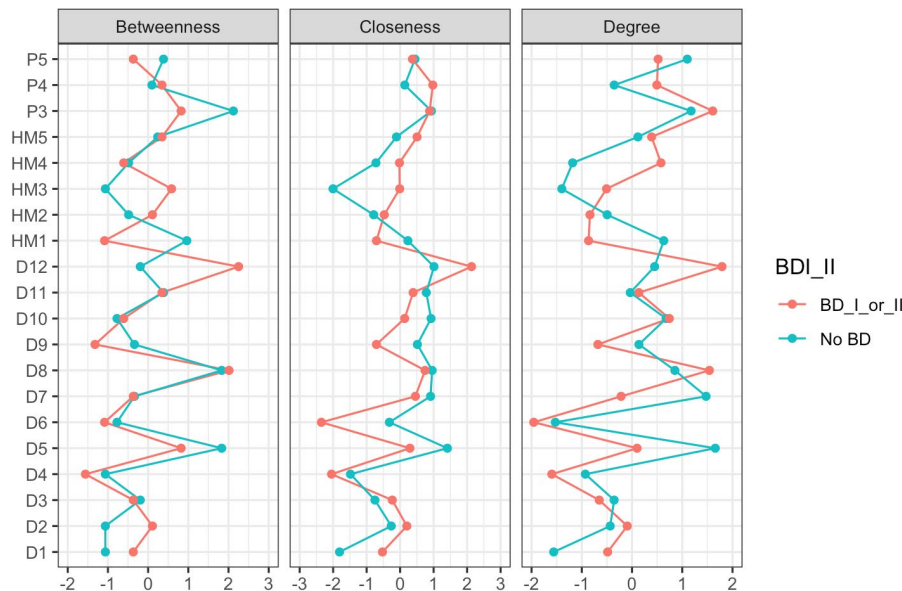 Betweenness Closeness Degree
P5
P4
P3
HM5
HM4
HM3
HM2
HM1
D12
D11
D10
D9
D8
D7
D6
D5
D4
D3
D2
D1
-2 -1 0 1 2 3 -3 -2 -1 0 1 2 3 -2 -1 0 1 2
BDI_II
BD_I_or_II
No BD